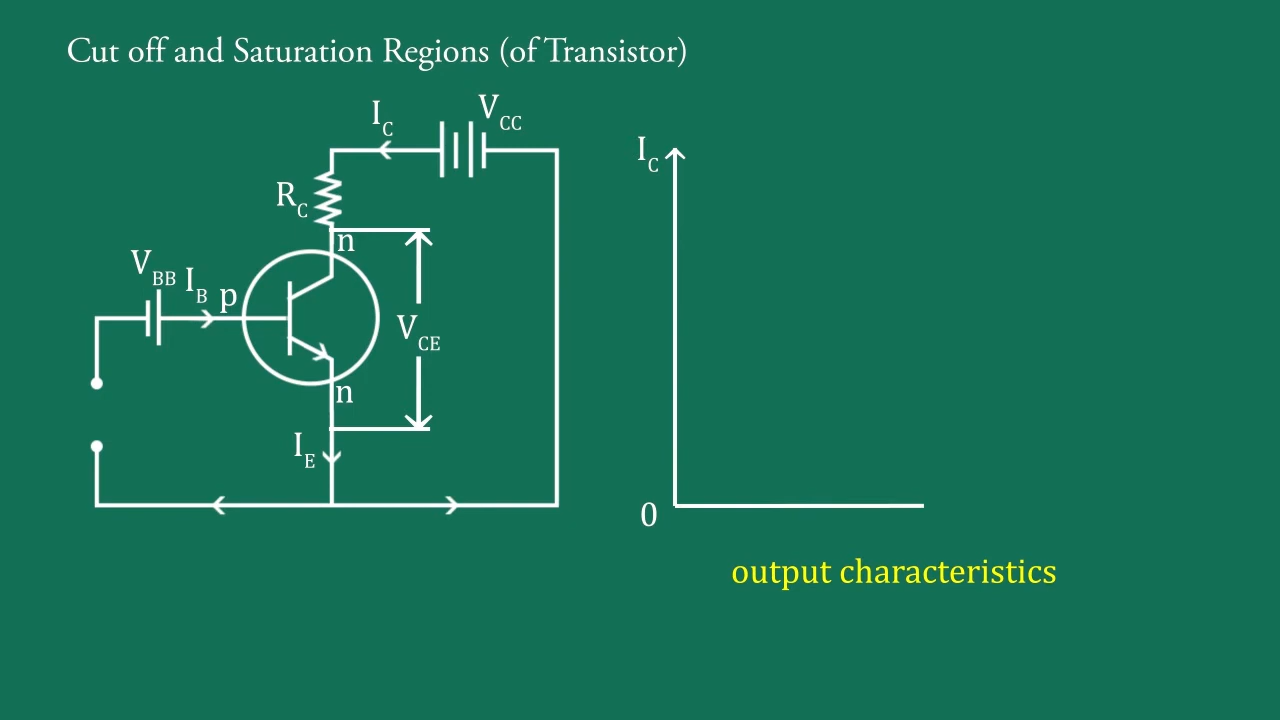 Cut off and Saturation Regions (of Transistor)
I_C
V_CC
R_C
n
V_BB
I_B
p
V_CE
n
I_E
I_C
0
output characteristics